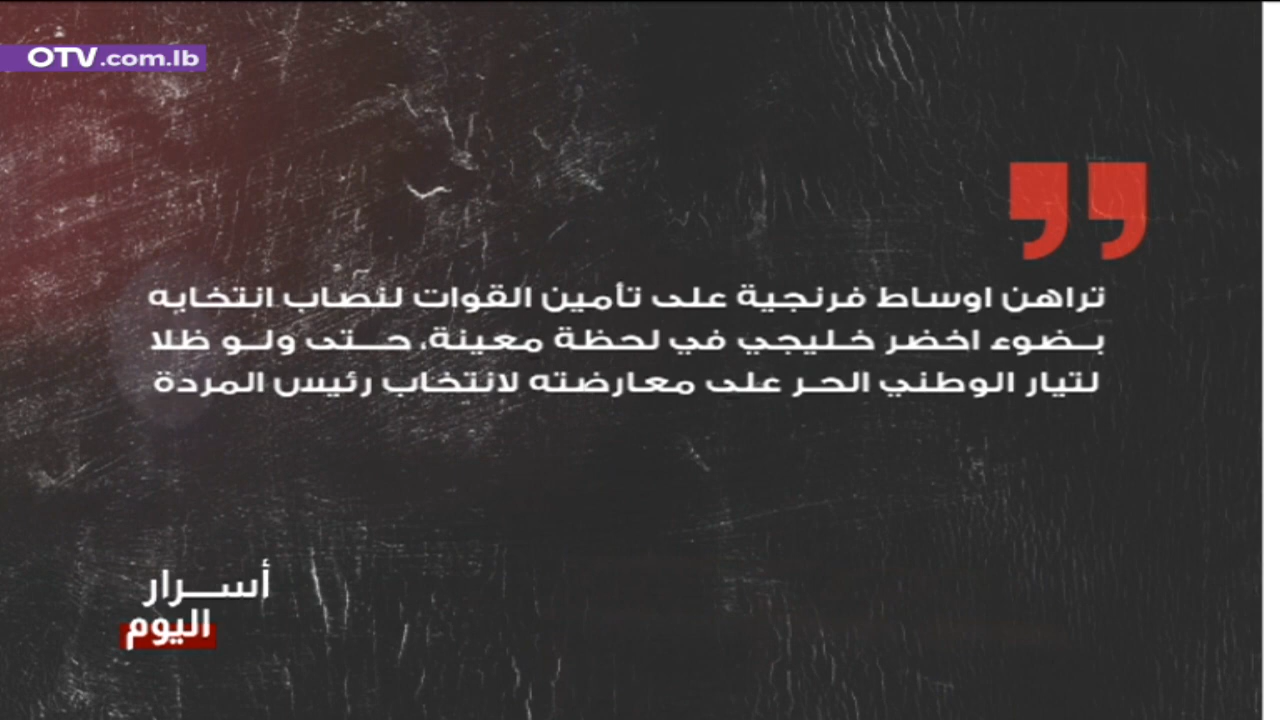 OTV.com.lb
تراهن اوساط فرنجية على تأمين القوات لنصاب انتخابه
بضوء اخضر خليجي في لحظة معينة، حتى ولو ظلا
لتيار الوطني الحر على معارضته لانتخاب رئيس المردة
أسرار
اليوم